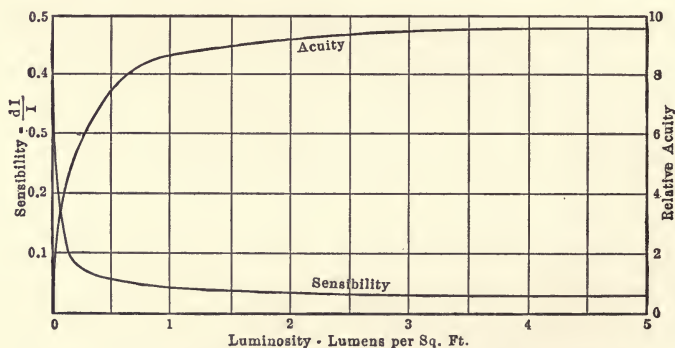 0.5
0.4
0.5
0.2
0.1
Sensibility - dI/I
10
8
6
4
2
0
Relative Acuity
Acuity
Sensibility
0 1 2 3 4 5
Luminosity - Lumens per Sq. Ft.